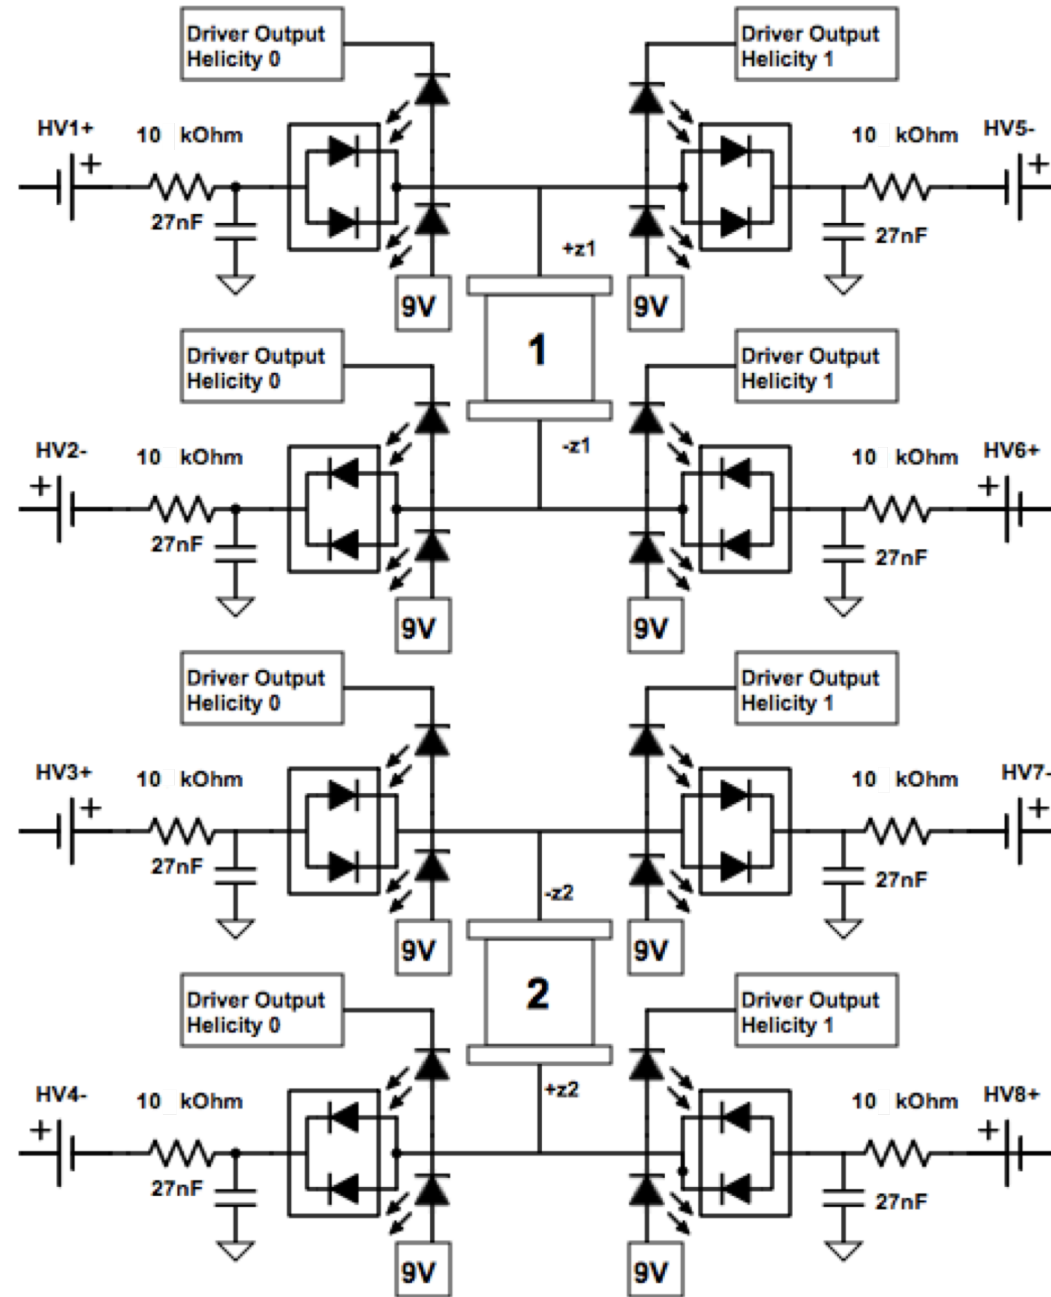 Driver Output
Helicity 0
Driver Output
Helicity 1
HV1+
10 kOhm
10 kOhm
HV5-
+
+
27nF
27nF
+z1
9V
9V
1
Driver Output
Helicity 0
Driver Output
Helicity 1
-z1
HV2-
10 kOhm
10 kOhm
HV6+
+
+
27nF
27nF
9V
9V
Driver Output
Helicity 0
Driver Output
Helicity 1
HV3+
10 kOhm
10 kOhm
HV7-
+
+
27nF
27nF
-z2
9V
9V
2
Driver Output
Helicity 0
Driver Output
Helicity 1
+z2
HV4-
10 kOhm
10 kOhm
HV8+
+
+
27nF
27nF
9V
9V